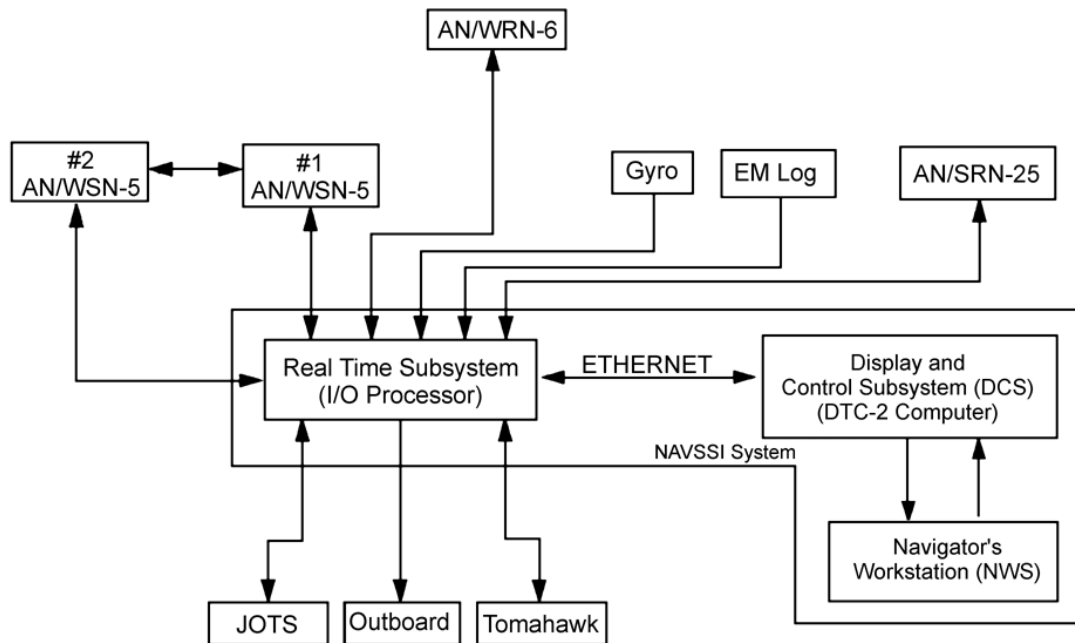 AN/WRN-6
#2
AN/WSN-5
#1
AN/WSN-5
Gyro
EM Log
AN/SRN-25
Real Time Subsystem
(I/O Processor)
ETHERNET
Display and
Control Subsystem (DCS)
(DTC-2 Computer)
NAVSSI System
Navigator's
Workstation (NWS)
JOTS
Outboard
Tomahawk